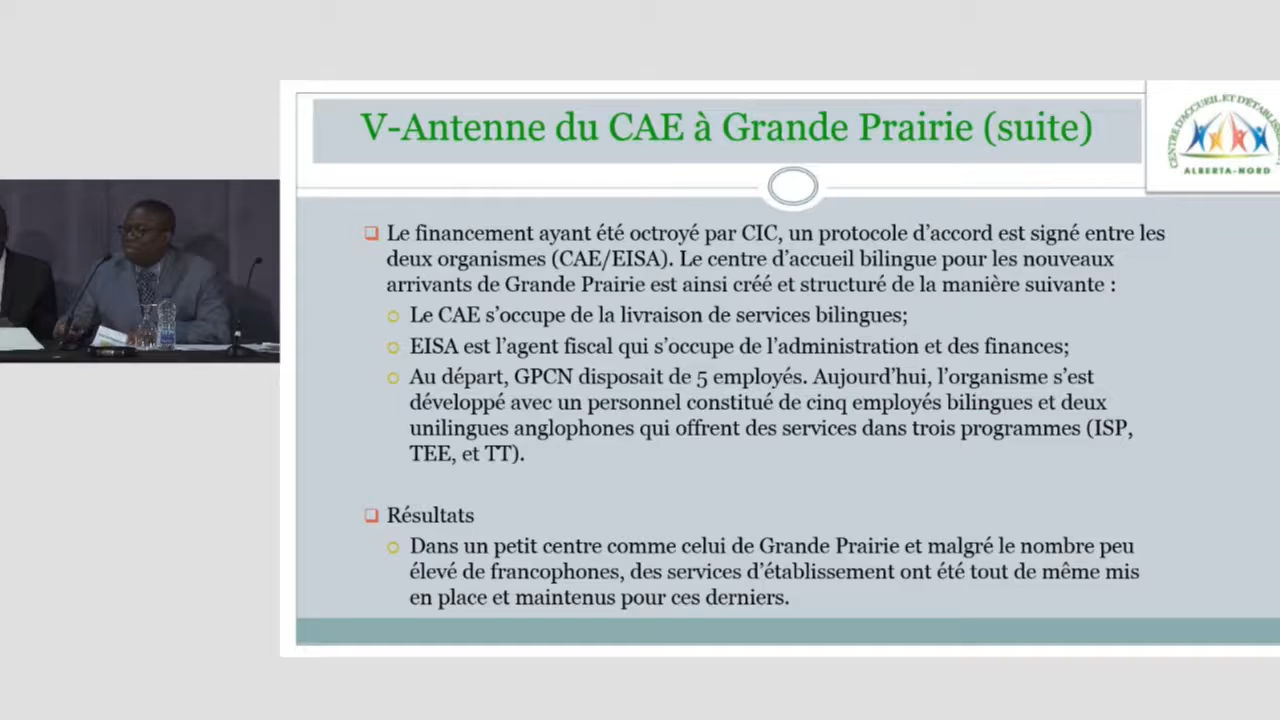 V-Antenne du CAE à Grande Prairie (suite)
CENTRE D'ACCUEIL ET D'ÉTABLISSEMENT
ALBERTA-NORD
Le financement ayant été octroyé par CIC, un protocole d'accord est signé entre les
deux organismes (CAE/EISA). Le centre d'accueil bilingue pour les nouveaux
arrivants de Grande Prairie est ainsi créé et structuré de la manière suivante :
Le CAE s'occupe de la livraison de services bilingues;
EISA est l'agent fiscal qui s'occupe de l'administration et des finances;
Au départ, GPCN disposait de 5 employés. Aujourd'hui, l'organisme s'est
développé avec un personnel constitué de cinq employés bilingues et deux
unilingues anglophones qui offrent des services dans trois programmes (ISP,
TEE, et TT).
Résultats
Dans un petit centre comme celui de Grande Prairie et malgré le nombre peu
élevé de francophones, des services d'établissement ont été tout de même mis
en place et maintenus pour ces derniers.